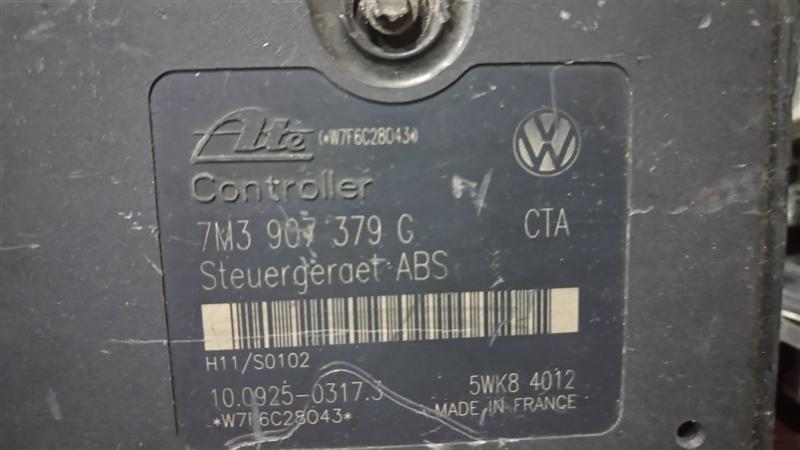 Ate (*W7F6C28043*)
Controller
7M3 907 379 G CTA
Steuergeraet ABS
H11/S0102
10.0925-0317.3 5WK8 4012
*W7F6C28043* MADE IN FRANCE